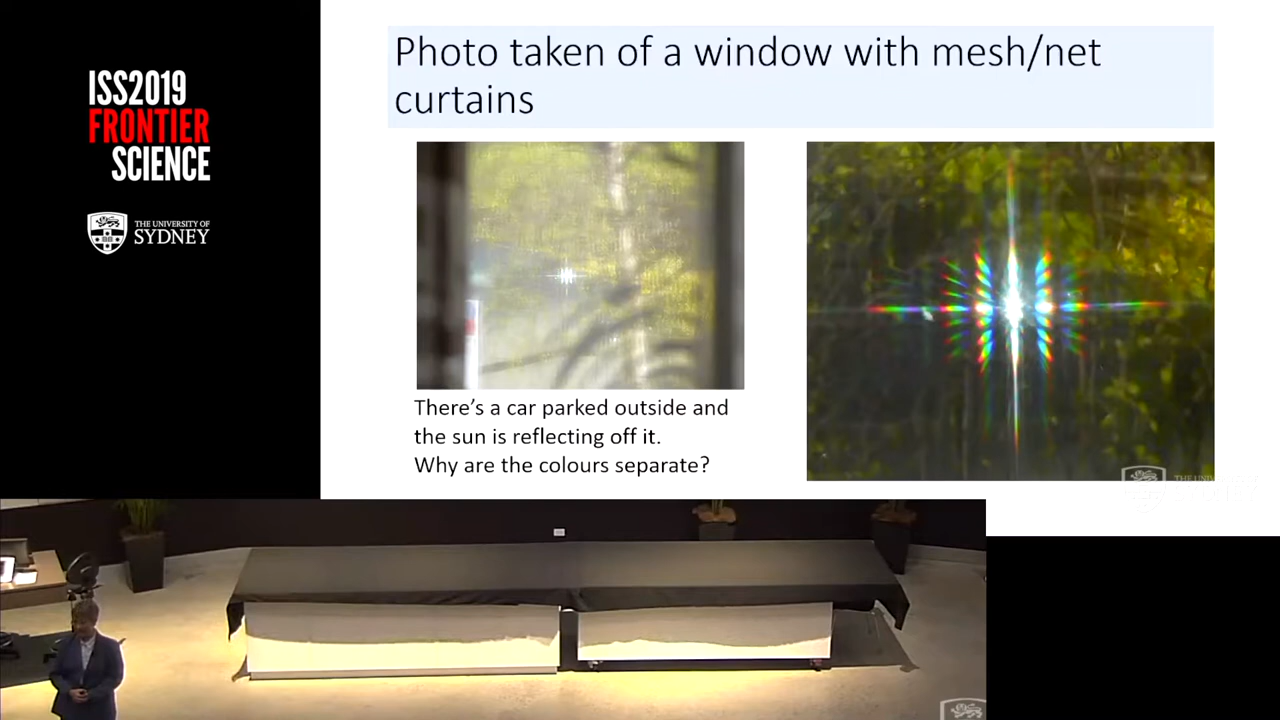 ISS2019
FRONTIER
SCIENCE
THE UNIVERSITY OF
SYDNEY
Photo taken of a window with mesh/net
curtains
There's a car parked outside and
the sun is reflecting off it.
Why are the colours separate?